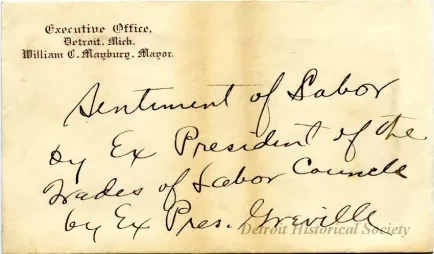 Executive Office,
Detroit, Mich.
William C. Maybury, Mayor.
Sentiment of Labor
by Ex President of the
Trades of Labor Councle
by Ex Pres. Greville
Detroit Historical Society